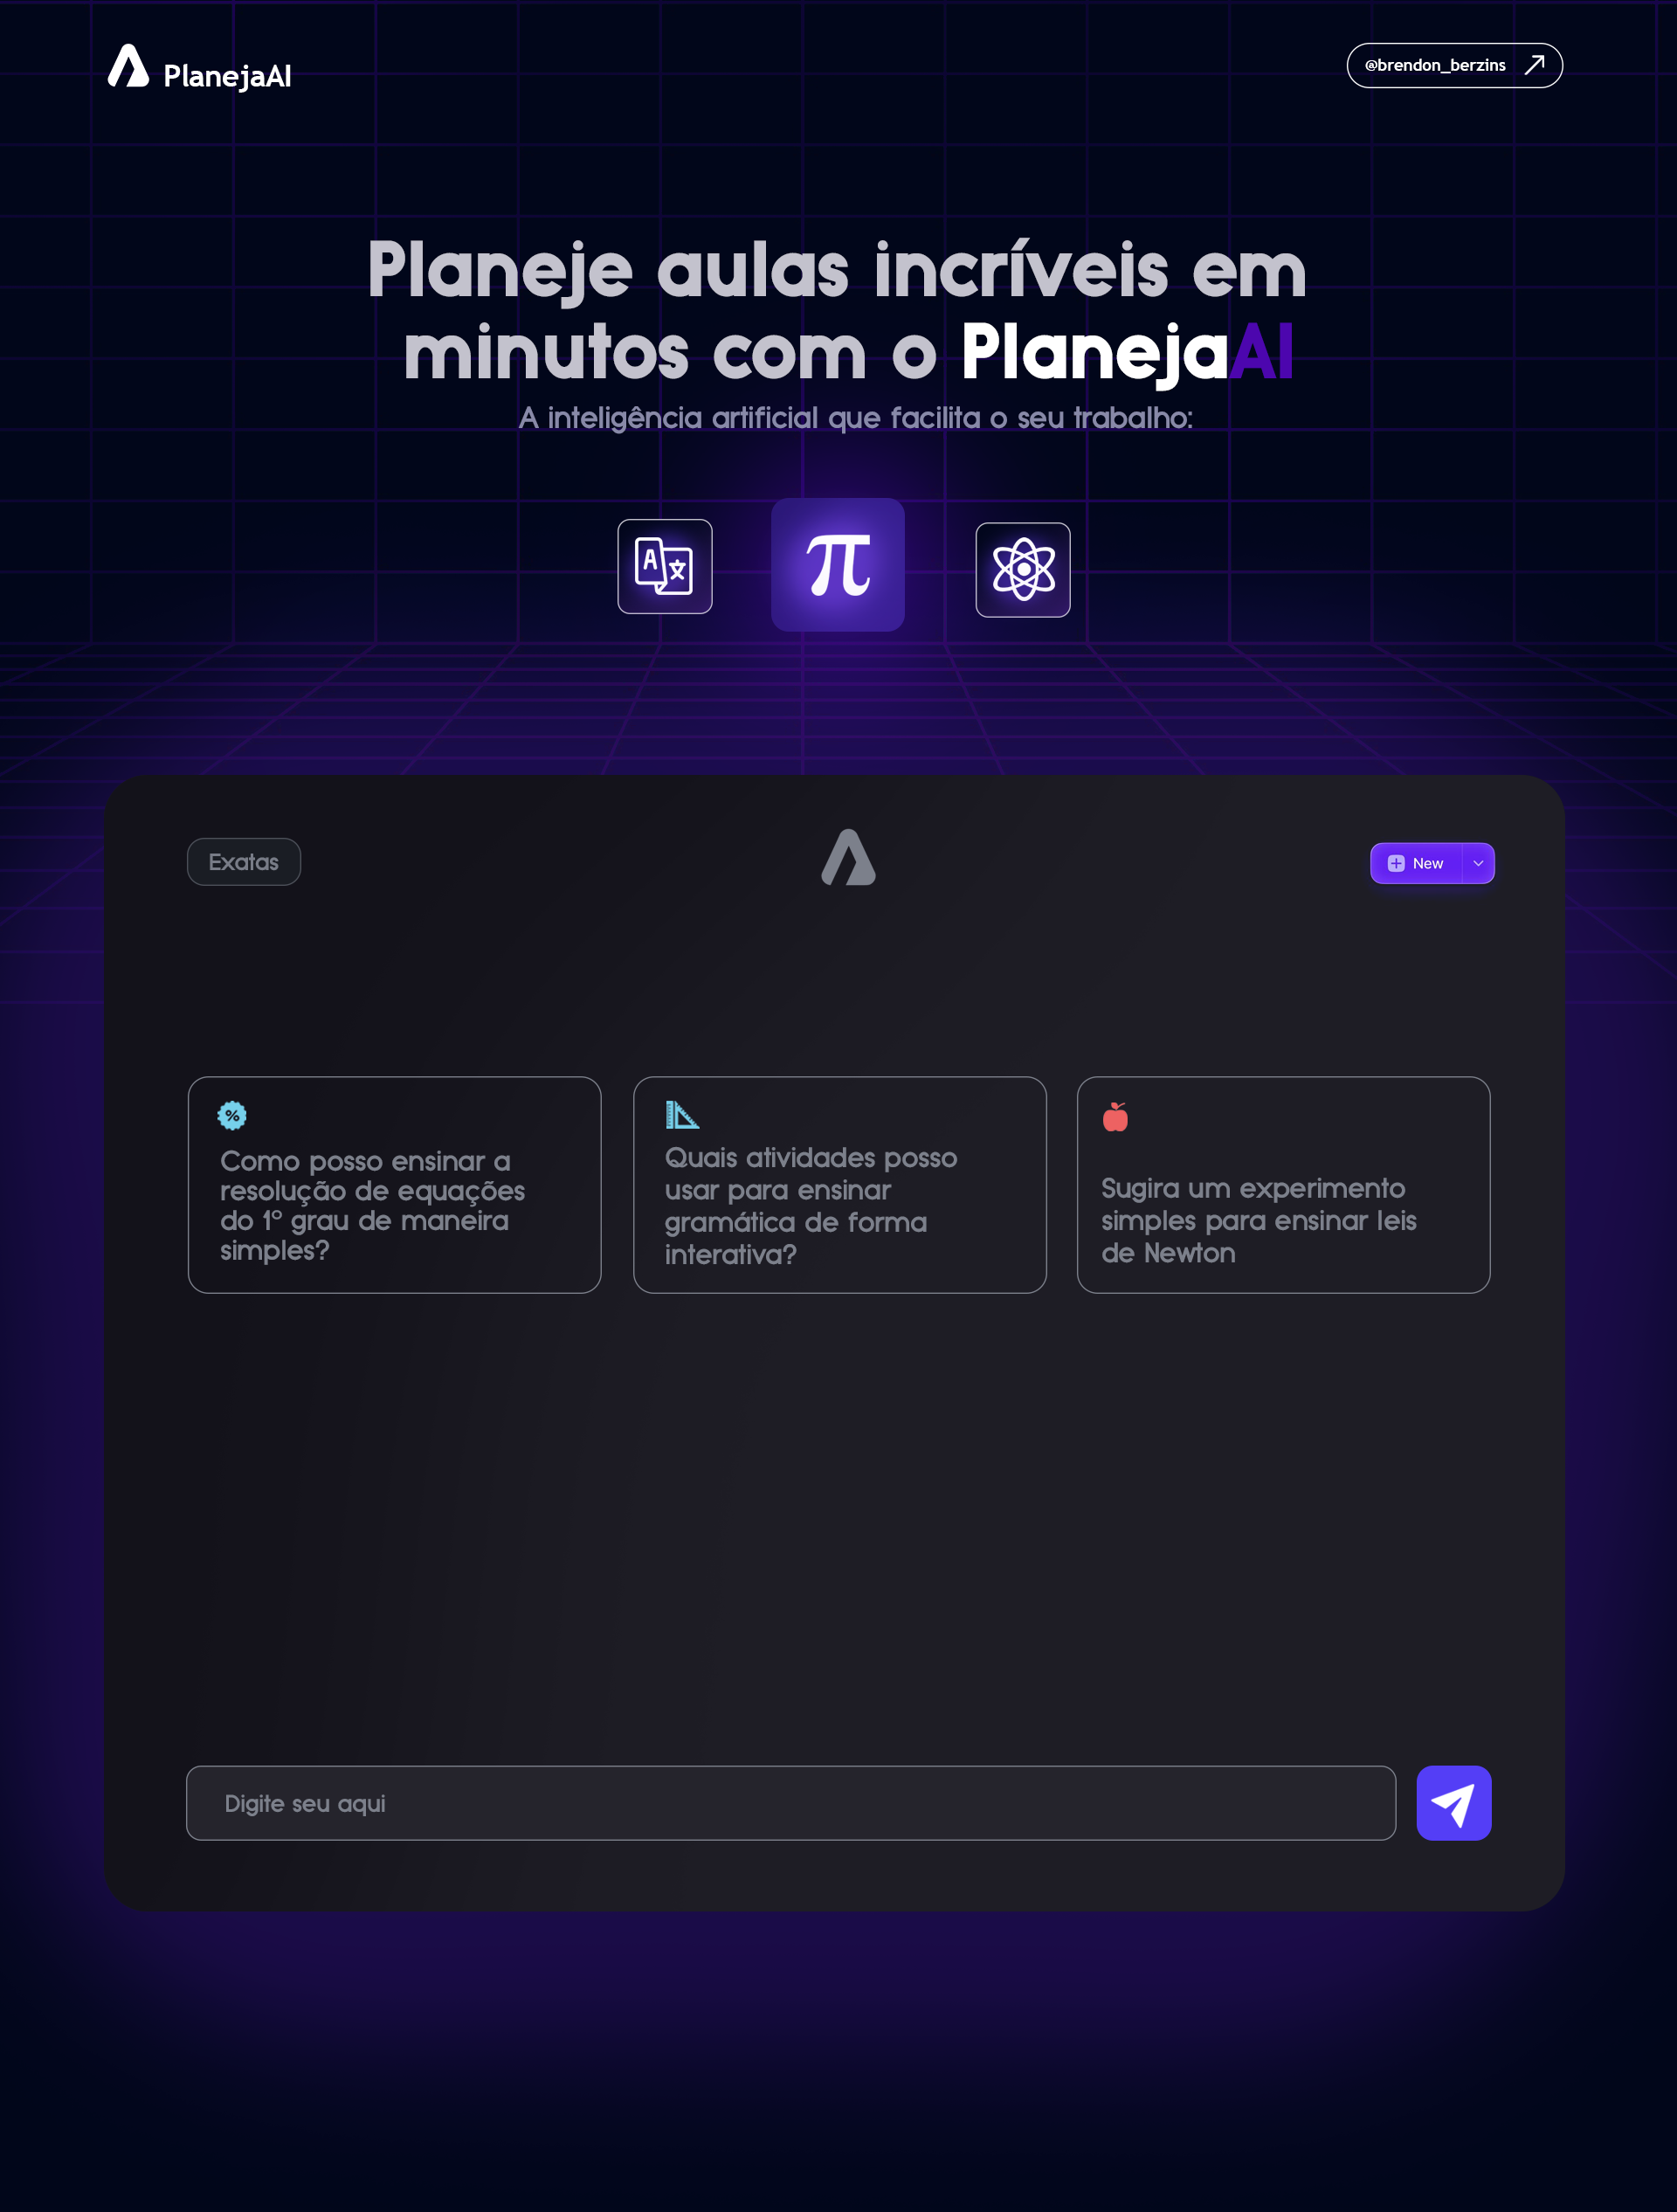 PlanejaAI
@brendon_berzins
Planeje aulas incríveis em
minutos com o PlanejaAI
A inteligência artificial que facilita o seu trabalho:
A 文
π
Exatas
New
%
Como posso ensinar a
resolução de equações
do 1º grau de maneira
simples?
Quais atividades posso
usar para ensinar
gramática de forma
interativa?
Sugira um experimento
simples para ensinar leis
de Newton
Digite seu aqui